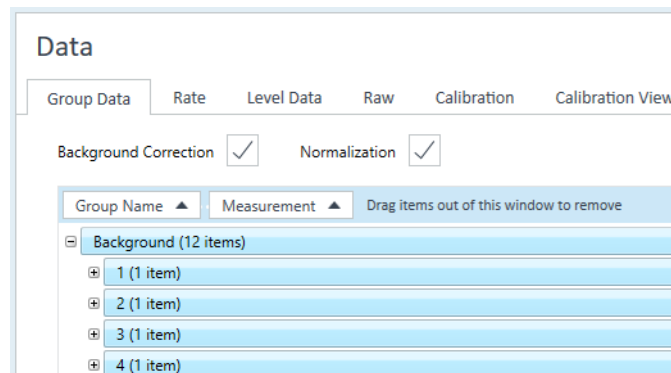 Data
Group Data Rate Level Data Raw Calibration Calibration View
Background Correction Normalization
Group Name Measurement Drag items out of this window to remove
Background (12 items)
1 (1 item)
2 (1 item)
3 (1 item)
4 (1 item)